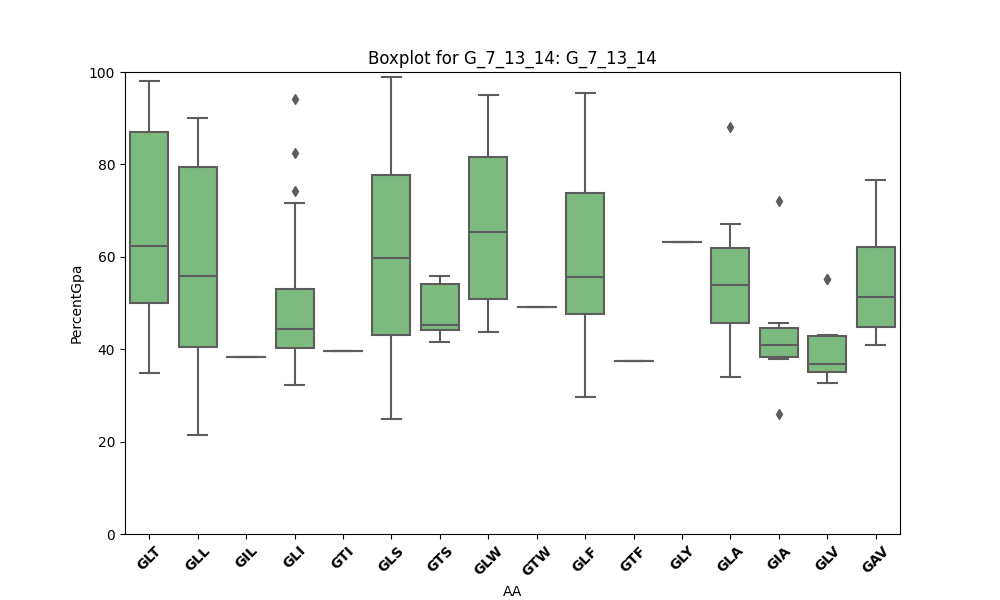 Boxplot for G_7_13_14: G_7_13_14
PercentGpa
100
80
60
40
20
0
GLT GLL GIL GLI GTI GLS GTS GLW GTW GLF GTF GLY GLA GIA GLV GAV
AA